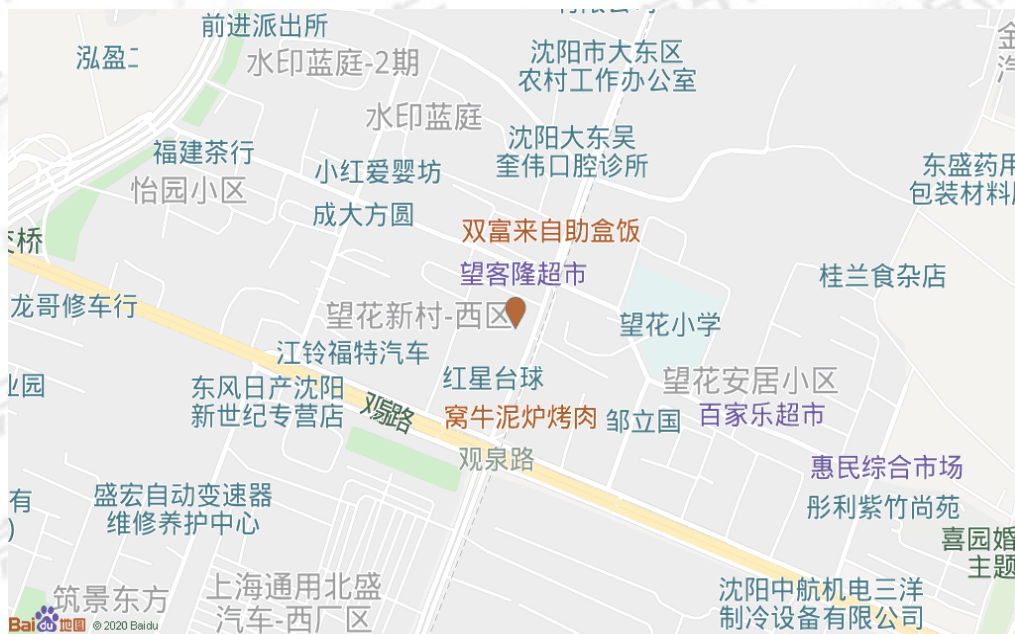 前进派出所
泓盈二
水印蓝庭-2期
沈阳市大东区
农村工作办公室
水印蓝庭
沈阳大东吴
奎伟口腔诊所
福建茶行
小红爱婴坊
怡园小区
成大方圆
东盛药用
包装材料
双富来自助盒饭
望客隆超市
桂兰食杂店
龙哥修车行
望花新村-西区
望花小学
江铃福特汽车
东风日产沈阳
新世纪专营店
红星台球
望花安居小区
观泉路
窝牛泥炉烤肉
邹立国
百家乐超市
观泉路
惠民综合市场
盛宏自动变速器
维修养护中心
彤利紫竹尚苑
喜园婚
主题
筑景东方
上海通用北盛
汽车-西厂区
沈阳中航机电三洋
制冷设备有限公司
Bai du 地图 © 2020 Baidu